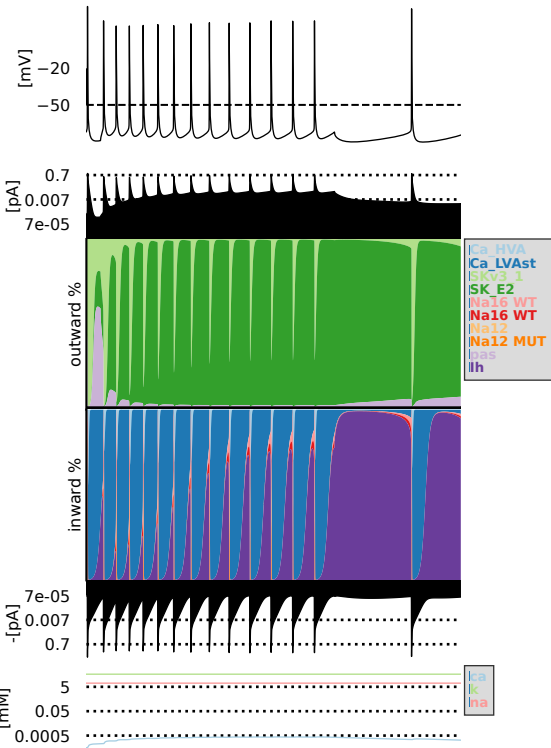 [mV]
−20
−50
[pA]
0.7
0.007
7e-05
outward %
Ca_HVA
Ca_LVAst
SKv3_1
SK_E2
Na16 WT
Na16 WT
Na12
Na12 MUT
pas
Ih
inward %
-[pA]
7e-05
0.007
0.7
[mM]
5
0.05
0.0005
ca
k
na